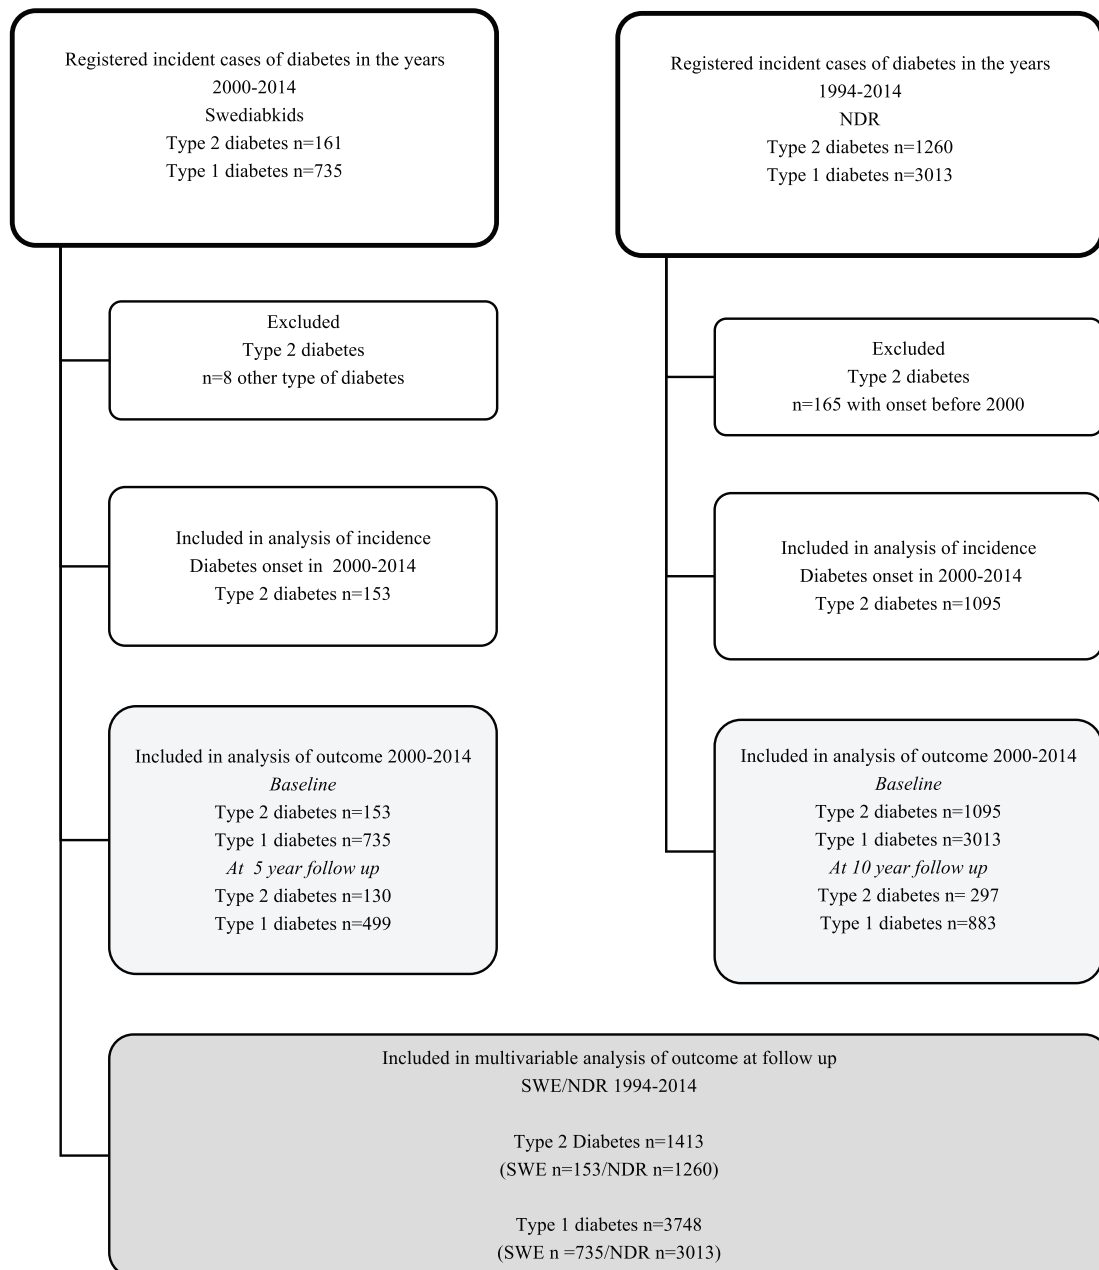 Registered incident cases of diabetes in the years
2000-2014
Swediabkids
Type 2 diabetes n=161
Type 1 diabetes n=735
Registered incident cases of diabetes in the years
1994-2014
NDR
Type 2 diabetes n=1260
Type 1 diabetes n=3013
Excluded
Type 2 diabetes
n=8 other type of diabetes
Excluded
Type 2 diabetes
n=165 with onset before 2000
Included in analysis of incidence
Diabetes onset in 2000-2014
Type 2 diabetes n=153
Included in analysis of incidence
Diabetes onset in 2000-2014
Type 2 diabetes n=1095
Included in analysis of outcome 2000-2014
Baseline
Type 2 diabetes n=153
Type 1 diabetes n=735
At 5 year follow up
Type 2 diabetes n=130
Type 1 diabetes n=499
Included in analysis of outcome 2000-2014
Baseline
Type 2 diabetes n=1095
Type 1 diabetes n=3013
At 10 year follow up
Type 2 diabetes n= 297
Type 1 diabetes n=883
Included in multivariable analysis of outcome at follow up
SWE/NDR 1994-2014
Type 2 Diabetes n=1413
(SWE n=153/NDR n=1260)
Type 1 diabetes n=3748
(SWE n =735/NDR n=3013)